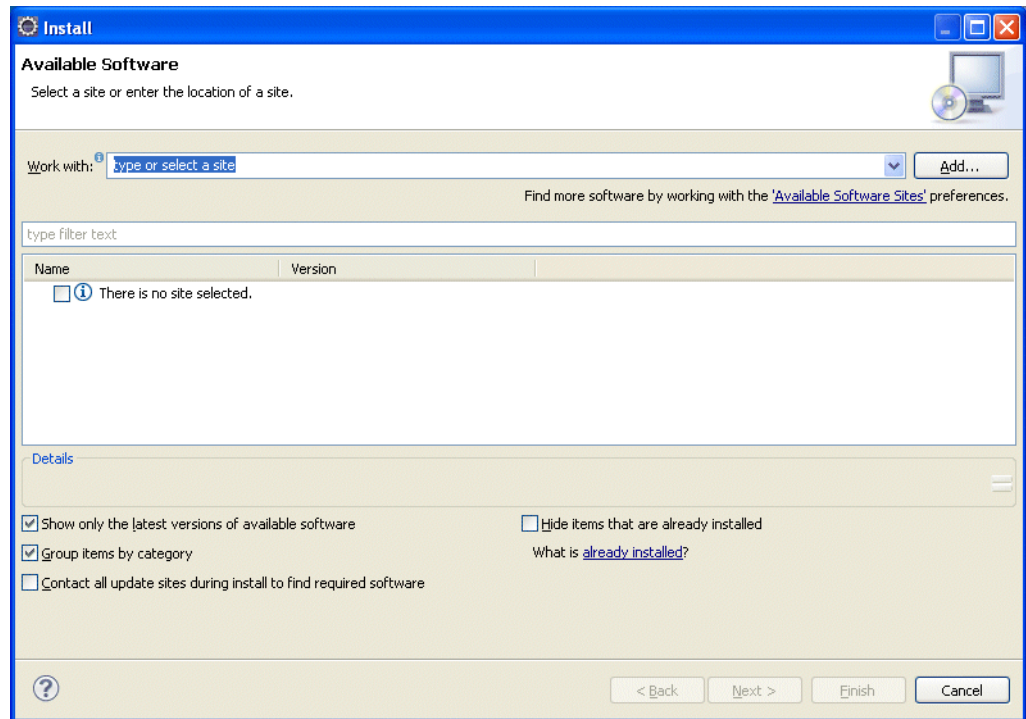 Install
Available Software
Select a site or enter the location of a site.
Work with: type or select a site Add...
Find more software by working with the 'Available Software Sites' preferences.
type filter text
Name Version
There is no site selected.
Details
Show only the latest versions of available software Hide items that are already installed
Group items by category What is already installed?
Contact all update sites during install to find required software
< Back Next > Finish Cancel